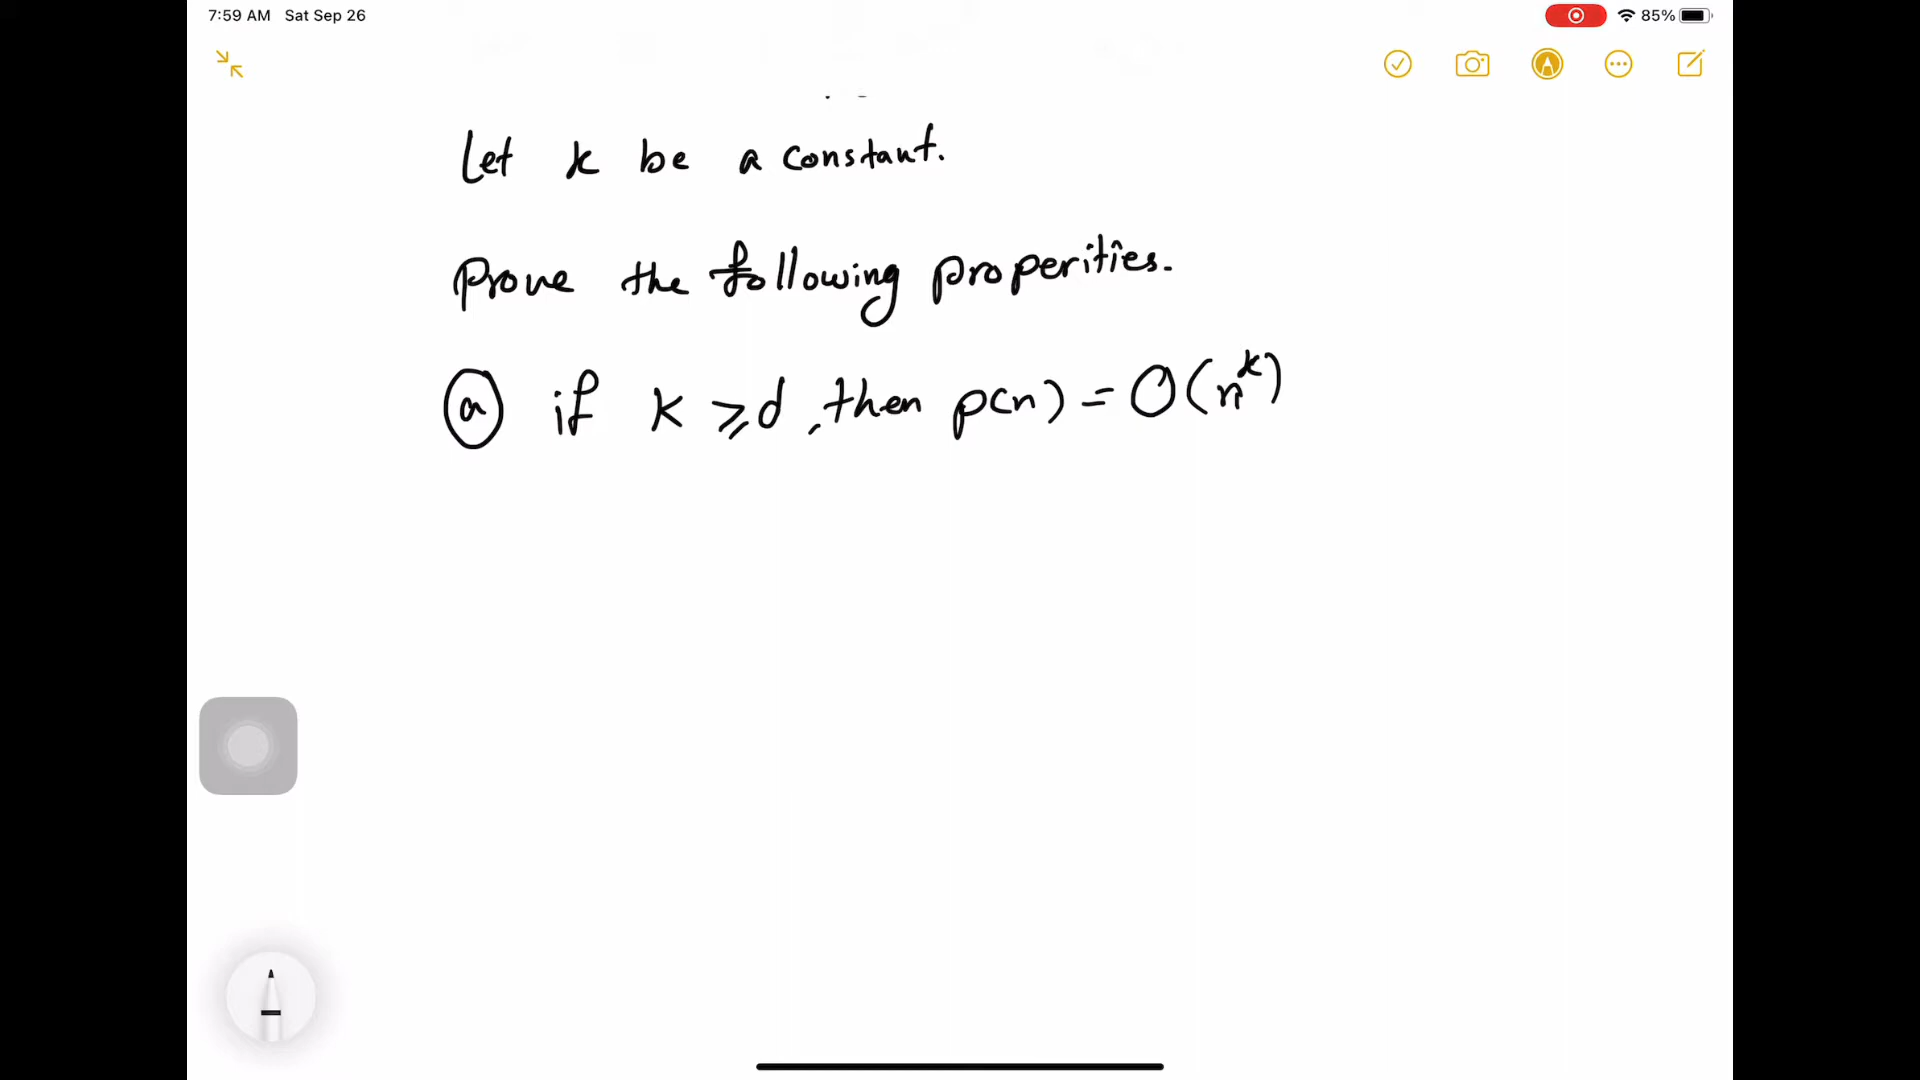 7:59 AM Sat Sep 26
85%
Let k be a constant.
prove the following properities.
a if k ⩾ d, then p(n) = O(n^k)